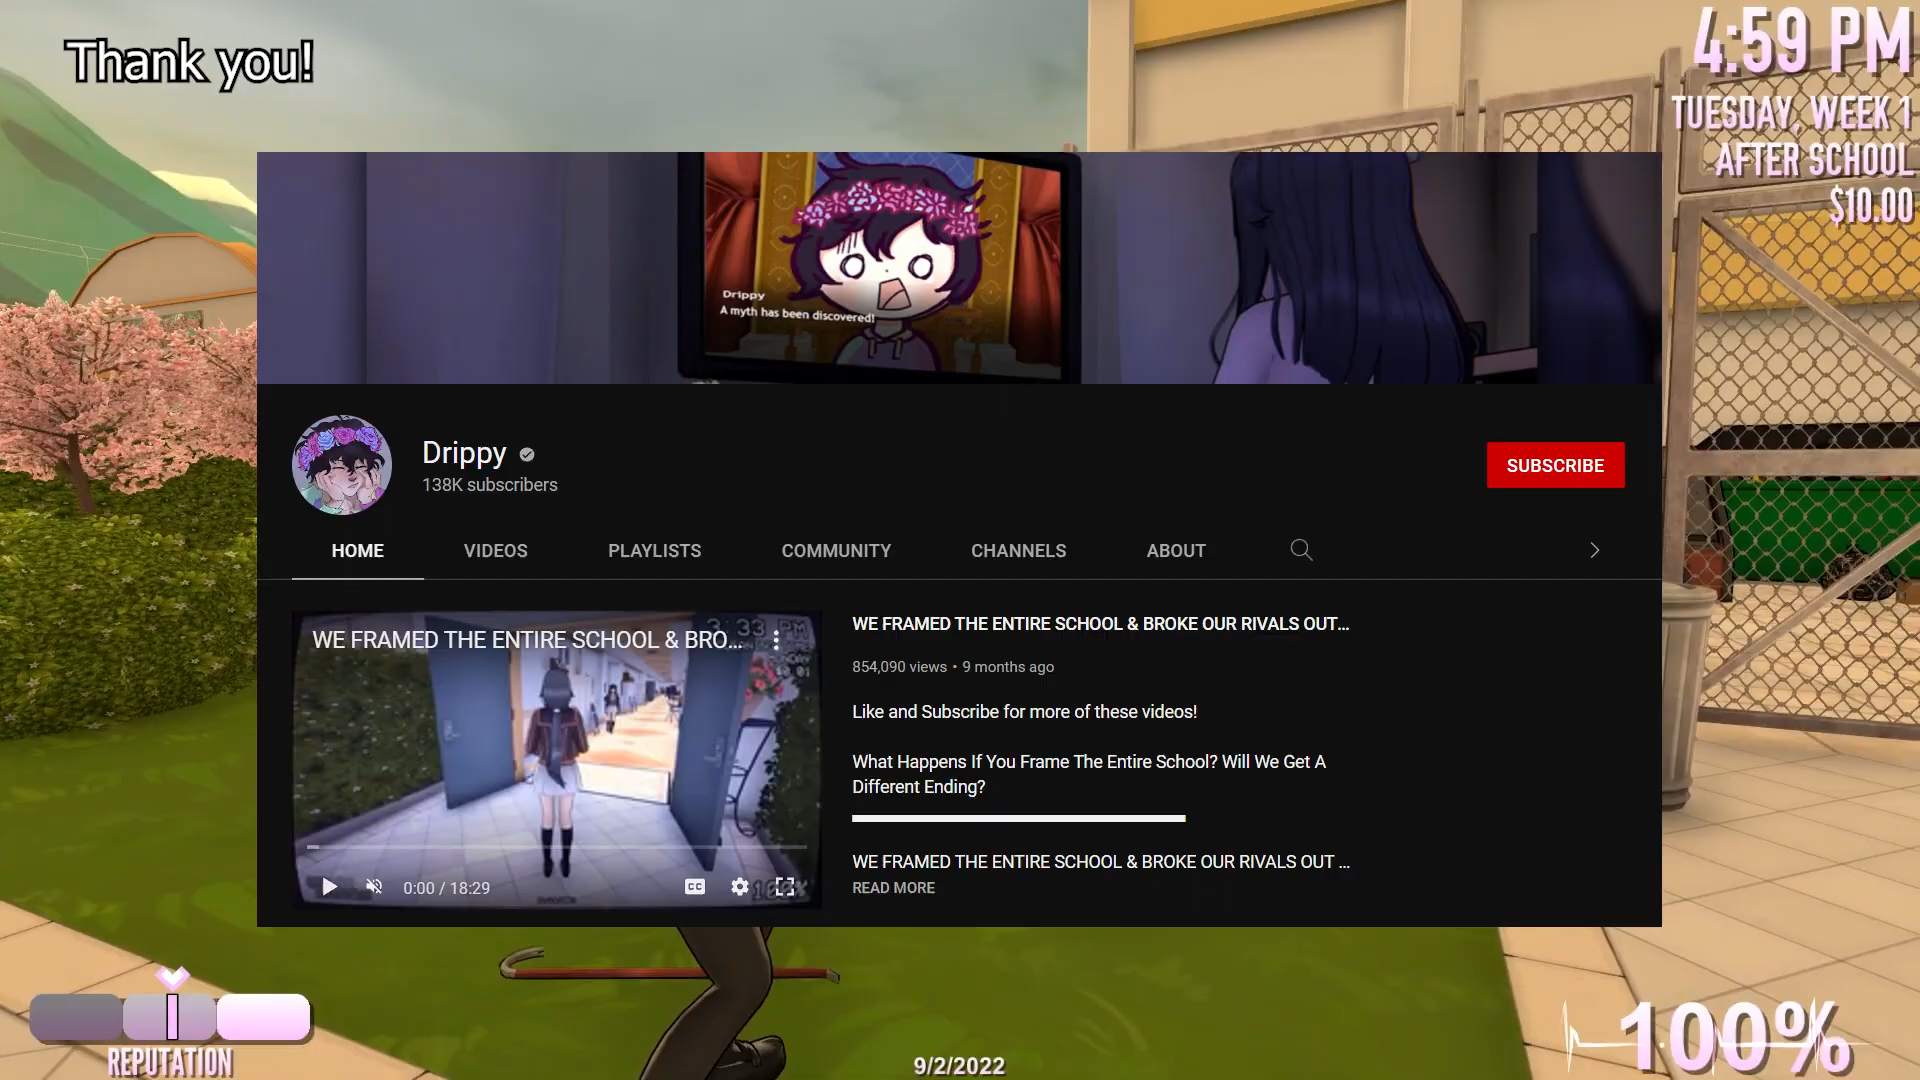 Thank you!
4:59 PM
TUESDAY, WEEK 1
AFTER SCHOOL
$10.00
Drippy
A myth has been discovered!
Drippy
138K subscribers
SUBSCRIBE
HOME VIDEOS PLAYLISTS COMMUNITY CHANNELS ABOUT
WE FRAMED THE ENTIRE SCHOOL & BRO...
3:33 PM
WE FRAMED THE ENTIRE SCHOOL & BROKE OUR RIVALS OUT...
854,090 views • 9 months ago
Like and Subscribe for more of these videos!
What Happens If You Frame The Entire School? Will We Get A
Different Ending?
WE FRAMED THE ENTIRE SCHOOL & BROKE OUR RIVALS OUT ...
READ MORE
0:00 / 18:29
CC
REPUTATION
9/2/2022
100%